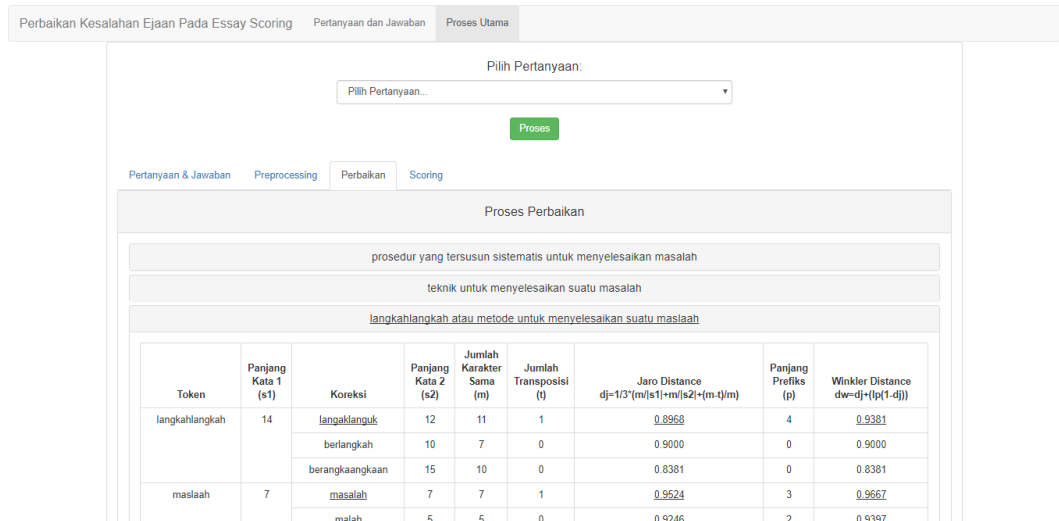 Perbaikan Kesalahan Ejaan Pada Essay Scoring Pertanyaan dan Jawaban Proses Utama
Pilih Pertanyaan:
Pilih Pertanyaan...
Proses
Pertanyaan & Jawaban Preprocessing Perbaikan Scoring
Proses Perbaikan
prosedur yang tersusun sistematis untuk menyelesaikan masalah
teknik untuk menyelesaikan suatu masalah
langkahlangkah atau metode untuk menyelesaikan suatu maslaah
Token Panjang Kata 1 (s1) Koreksi Panjang Kata 2 (s2) Jumlah Karakter Sama (m) Jumlah Transposisi (t) Jaro Distance dj=1/3*(m/|s1|+m/|s2|+(m-t)/m) Panjang Prefiks (p) Winkler Distance dw=dj+(lp(1-dj))
langkahlangkah 14 langaklanguk 12 11 1 0.8968 4 0.9381
berlangkah 10 7 0 0.9000 0 0.9000
berangkaangkaan 15 10 0 0.8381 0 0.8381
maslaah 7 masalah 7 7 1 0.9524 3 0.9667
malah 5 5 0 0.9246 2 0.9397